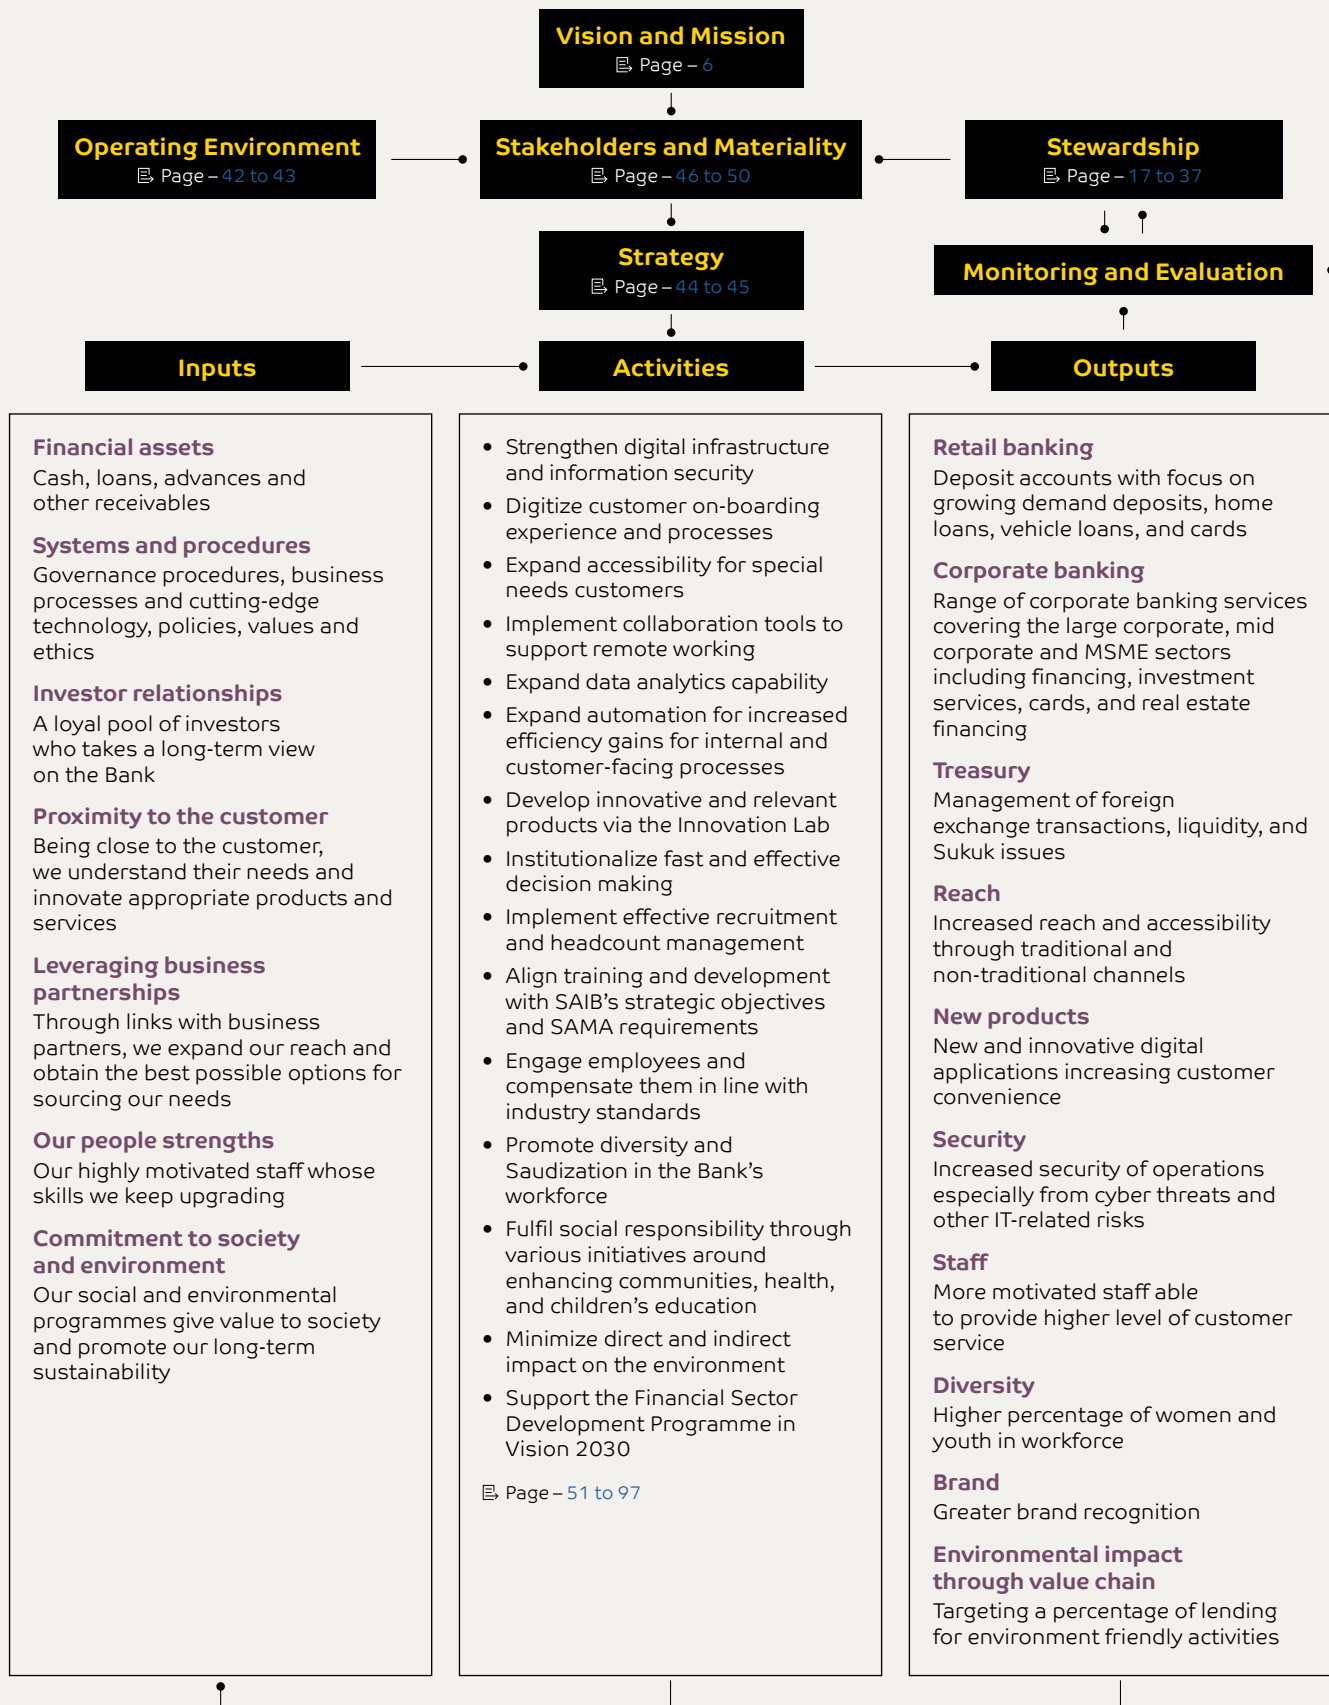 Vision and Mission
Page – 6
Operating Environment
Page – 42 to 43
Stakeholders and Materiality
Page – 46 to 50
Stewardship
Page – 17 to 37
Strategy
Page – 44 to 45
Monitoring and Evaluation
Inputs
Activities
Outputs
Financial assets
Cash, loans, advances and
other receivables
Systems and procedures
Governance procedures, business
processes and cutting-edge
technology, policies, values and
ethics
Investor relationships
A loyal pool of investors
who takes a long-term view
on the Bank
Proximity to the customer
Being close to the customer,
we understand their needs and
innovate appropriate products and
services
Leveraging business
partnerships
Through links with business
partners, we expand our reach and
obtain the best possible options for
sourcing our needs
Our people strengths
Our highly motivated staff whose
skills we keep upgrading
Commitment to society
and environment
Our social and environmental
programmes give value to society
and promote our long-term
sustainability
• Strengthen digital infrastructure
and information security
• Digitize customer on-boarding
experience and processes
• Expand accessibility for special
needs customers
• Implement collaboration tools to
support remote working
• Expand data analytics capability
• Expand automation for increased
efficiency gains for internal and
customer-facing processes
• Develop innovative and relevant
products via the Innovation Lab
• Institutionalize fast and effective
decision making
• Implement effective recruitment
and headcount management
• Align training and development
with SAIB's strategic objectives
and SAMA requirements
• Engage employees and
compensate them in line with
industry standards
• Promote diversity and
Saudization in the Bank's
workforce
• Fulfil social responsibility through
various initiatives around
enhancing communities, health,
and children's education
• Minimize direct and indirect
impact on the environment
• Support the Financial Sector
Development Programme in
Vision 2030
Page – 51 to 97
Retail banking
Deposit accounts with focus on
growing demand deposits, home
loans, vehicle loans, and cards
Corporate banking
Range of corporate banking services
covering the large corporate, mid
corporate and MSME sectors
including financing, investment
services, cards, and real estate
financing
Treasury
Management of foreign
exchange transactions, liquidity, and
Sukuk issues
Reach
Increased reach and accessibility
through traditional and
non-traditional channels
New products
New and innovative digital
applications increasing customer
convenience
Security
Increased security of operations
especially from cyber threats and
other IT-related risks
Staff
More motivated staff able
to provide higher level of customer
service
Diversity
Higher percentage of women and
youth in workforce
Brand
Greater brand recognition
Environmental impact
through value chain
Targeting a percentage of lending
for environment friendly activities